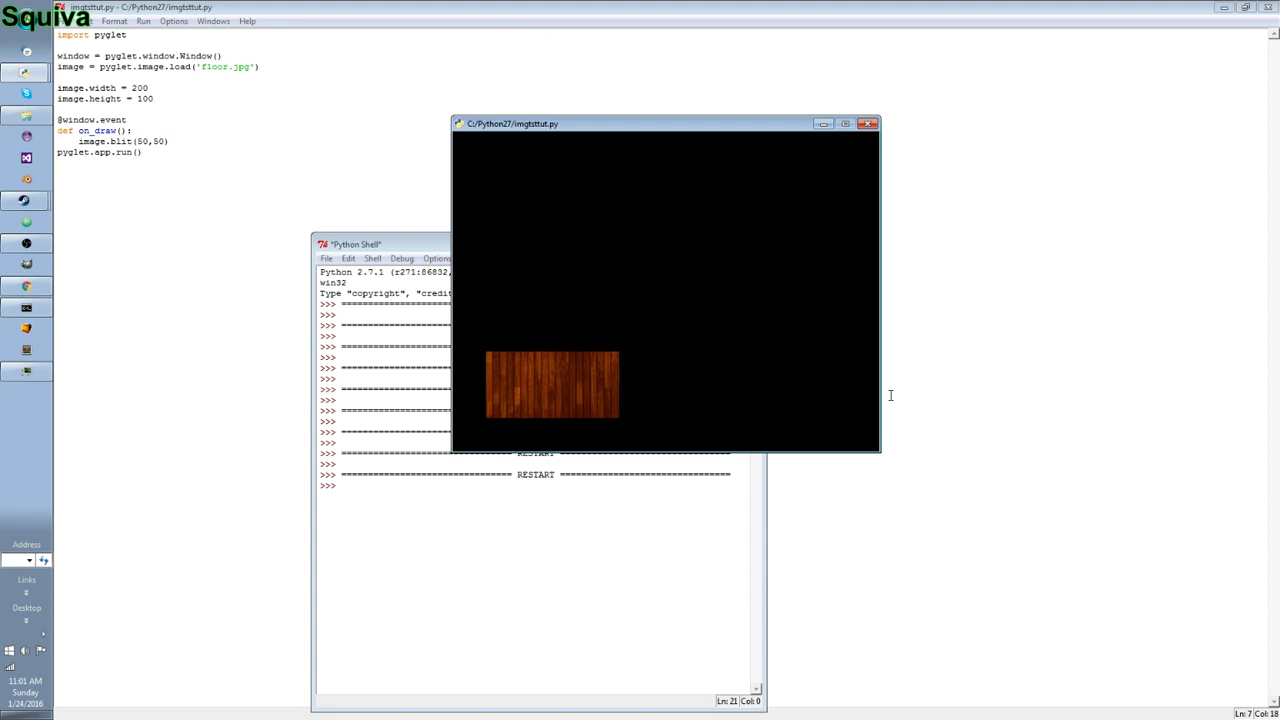 Squiva
imgtsttut.py - C:/Python27/imgtsttut.py
Format Run Options Windows Help
import pyglet
window = pyglet.window.Window()
image = pyglet.image.load('floor.jpg')
image.width = 200
image.height = 100
@window.event
def on_draw():
image.blit(50,50)
pyglet.app.run()
C:/Python27/imgtsttut.py
*Python Shell*
File Edit Shell Debug Options
Python 2.7.1 (r271:86832,
win32
Type "copyright", "credit
>>> ====================
>>>
>>> ====================
>>>
>>> ====================
>>>
>>> ====================
>>>
>>> ====================
>>>
>>> ====================
>>>
>>> ====================
>>>
>>> ================================ RESTART ================================
>>>
>>> ================================ RESTART ================================
>>>
Ln: 21 Col: 0
Address
Links
Desktop
11:01 AM
Sunday
1/24/2016
Ln: 7 Col: 18